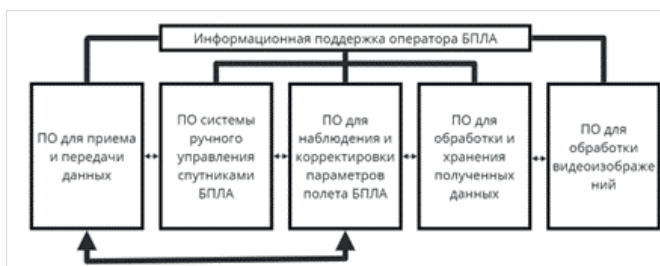 Информационная поддержка оператора БПЛА
ПО для приема
и передачи
данных
ПО системы
ручного
управления
спутниками
БПЛА
ПО для
наблюдения и
корректировки
параметров
полета БПЛА
ПО для
обработки и
хранения
полученных
данных
ПО для
обработки
видеоизображе
ний